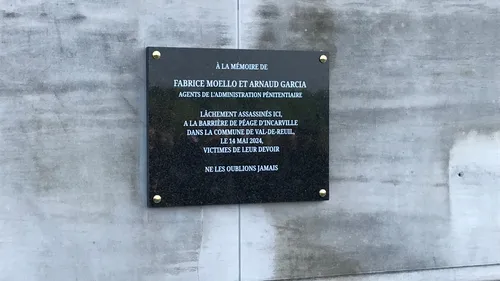 À LA MÉMOIRE DE
FABRICE MOELLO ET ARNAUD GARCIA
AGENTS DE L'ADMINISTRATION PÉNITENTIAIRE
LÂCHEMENT ASSASSINÉS ICI,
A LA BARRIÈRE DE PÉAGE D'INCARVILLE
DANS LA COMMUNE DE VAL-DE-REUIL,
LE 14 MAI 2024,
VICTIMES DE LEUR DEVOIR
NE LES OUBLIONS JAMAIS